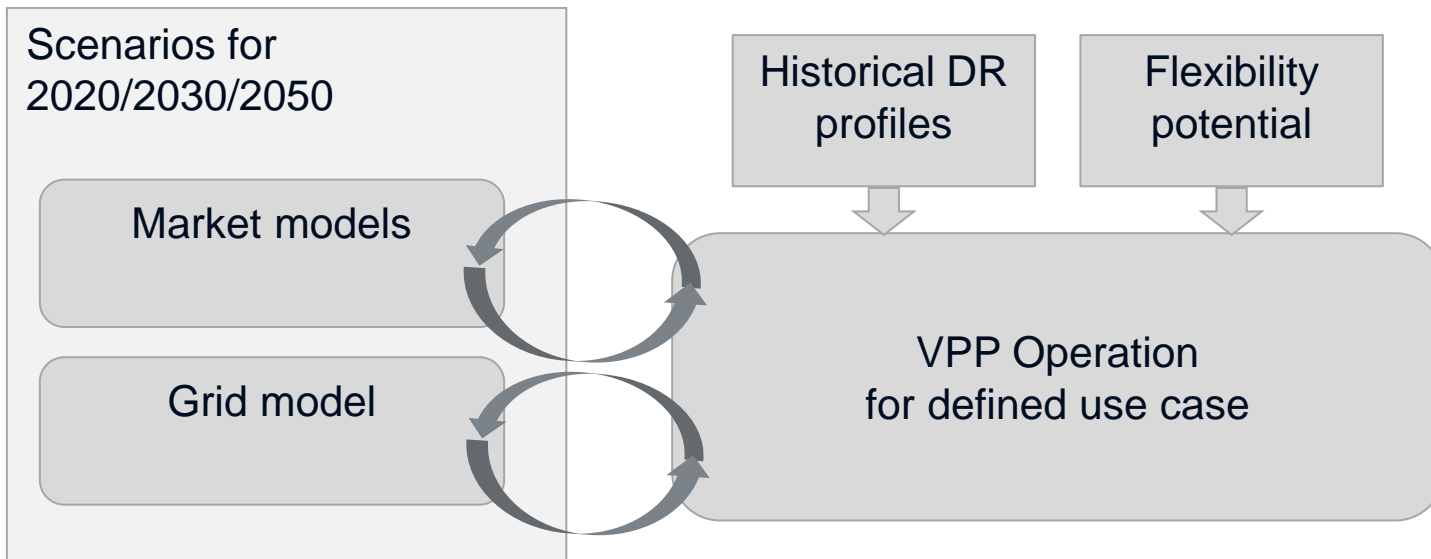 Scenarios for
2020/2030/2050
Market models
Grid model
Historical DR
profiles
Flexibility
potential
VPP Operation
for defined use case